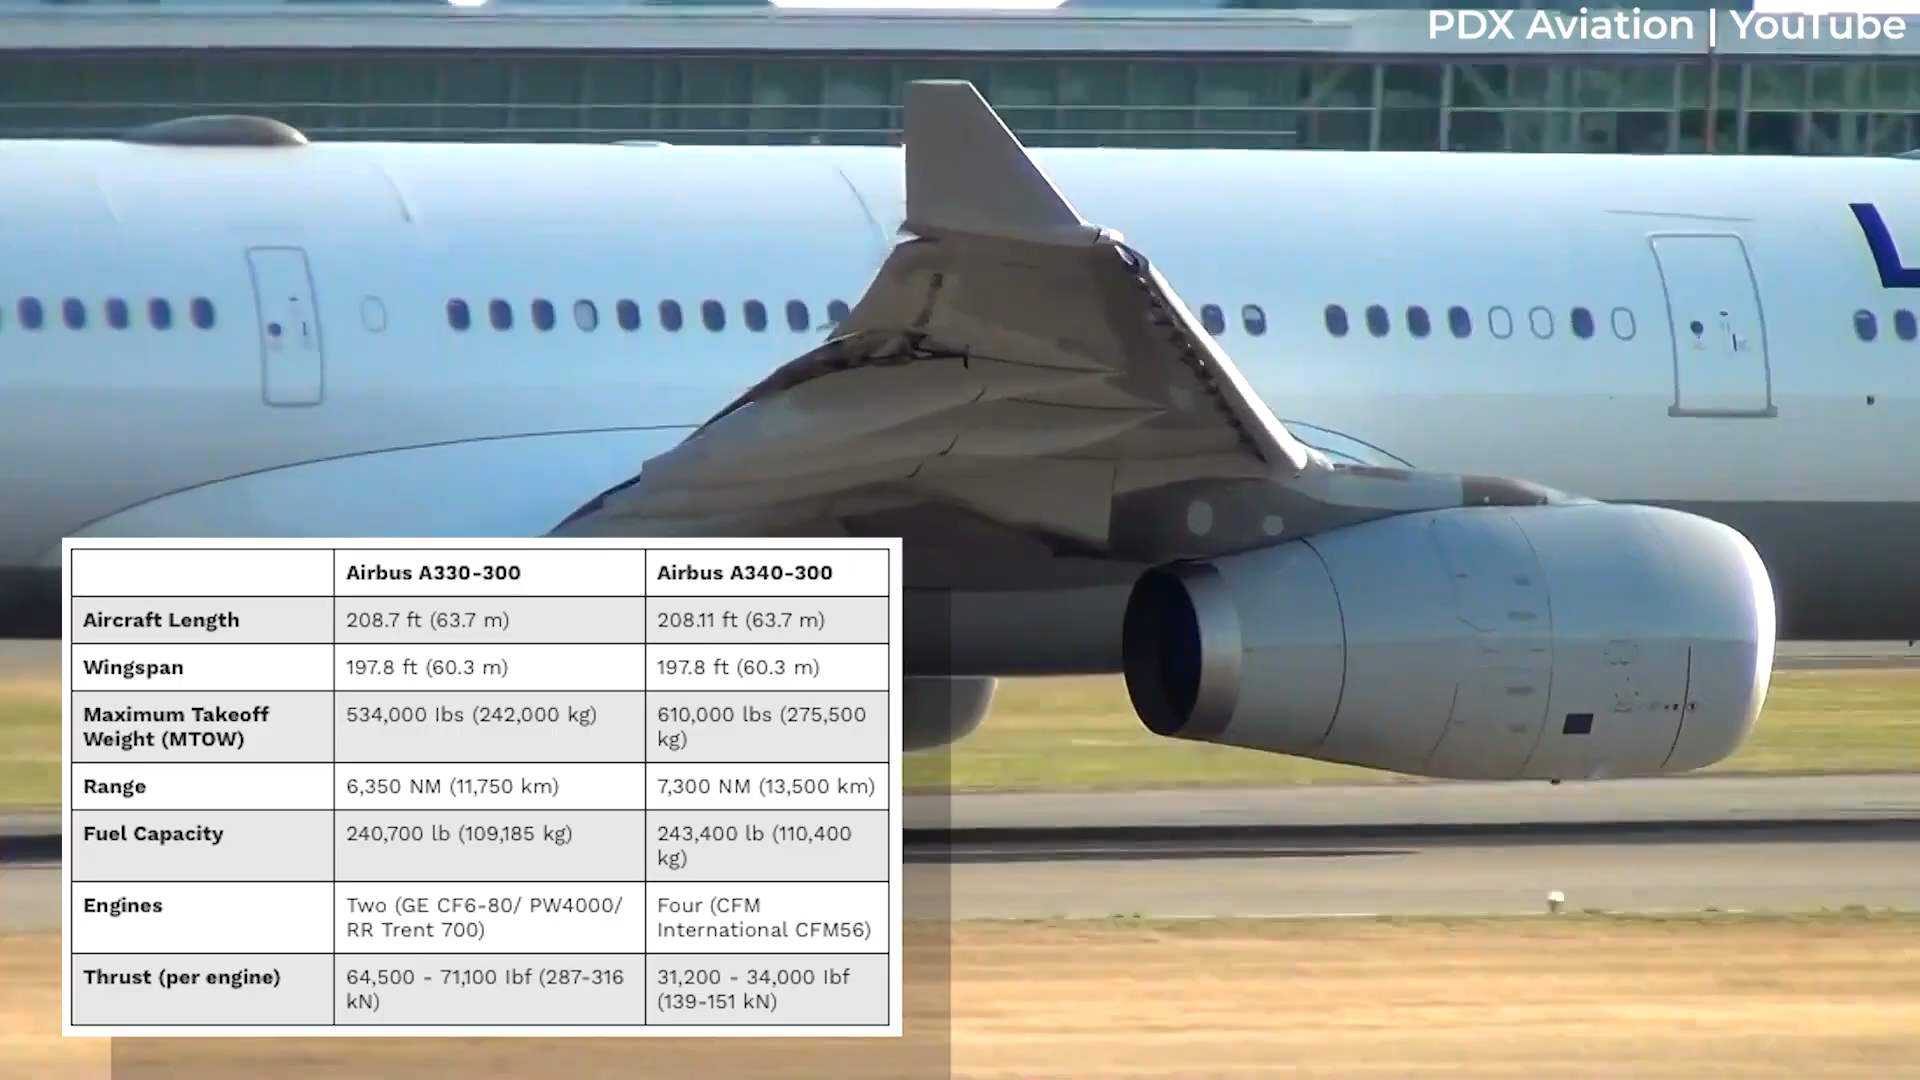 PDX Aviation | YouTube
Airbus A330-300
Airbus A340-300
Aircraft Length
208.7 ft (63.7 m)
208.11 ft (63.7 m)
Wingspan
197.8 ft (60.3 m)
197.8 ft (60.3 m)
Maximum Takeoff
Weight (MTOW)
534,000 lbs (242,000 kg)
610,000 lbs (275,500
kg)
Range
6,350 NM (11,750 km)
7,300 NM (13,500 km)
Fuel Capacity
240,700 lb (109,185 kg)
243,400 lb (110,400
kg)
Engines
Two (GE CF6-80/ PW4000/
RR Trent 700)
Four (CFM
International CFM56)
Thrust (per engine)
64,500 - 71,100 lbf (287-316
kN)
31,200 - 34,000 lbf
(139-151 kN)